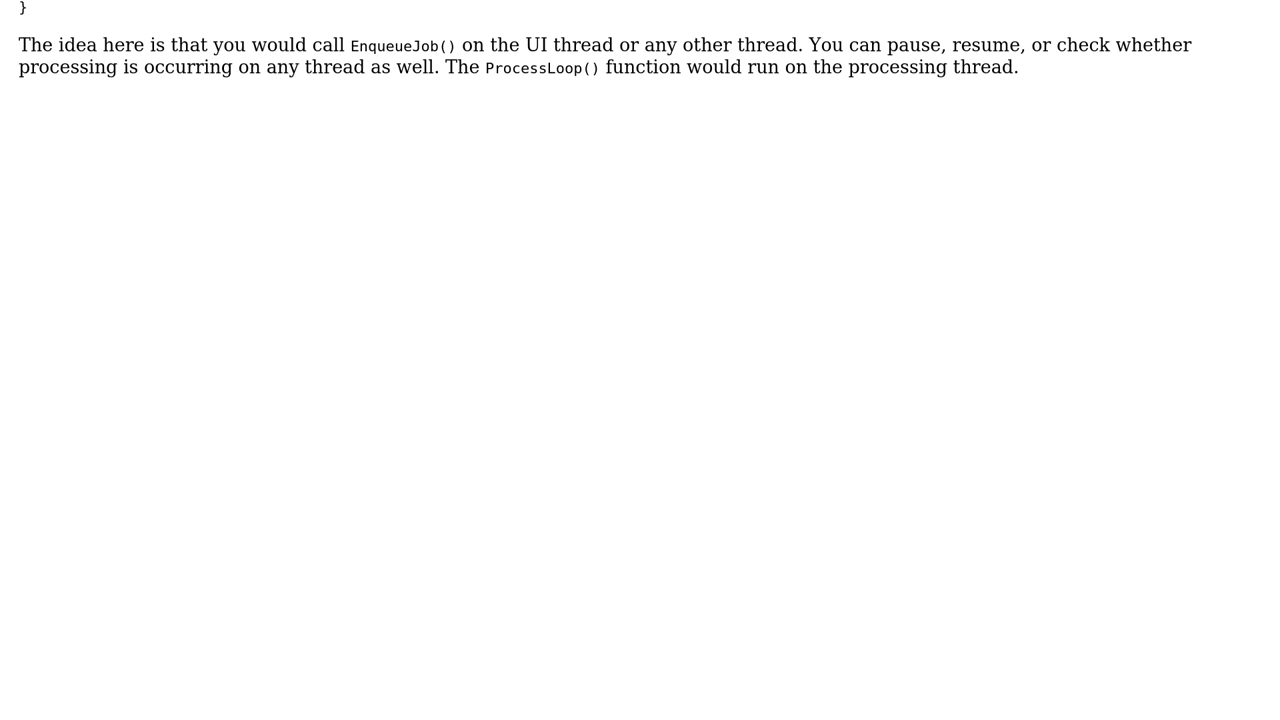 }
The idea here is that you would call EnqueueJob() on the UI thread or any other thread. You can pause, resume, or check whether
processing is occurring on any thread as well. The ProcessLoop() function would run on the processing thread.